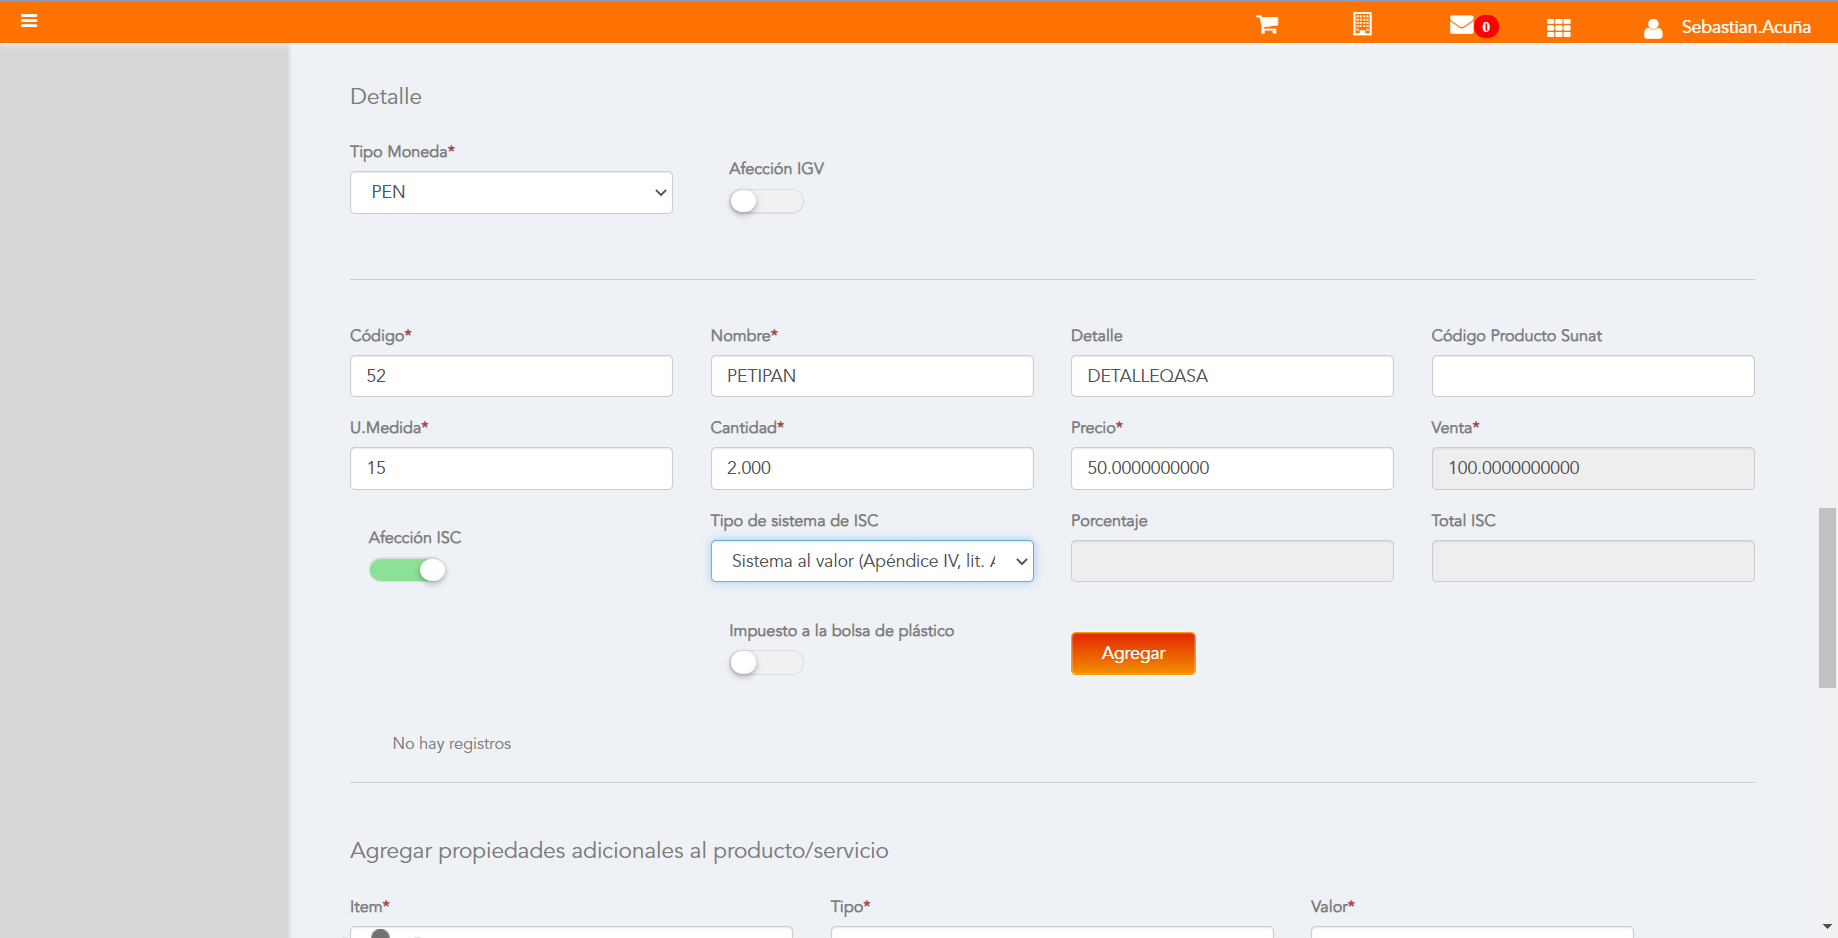 0
Sebastian.Acuña
Detalle
Tipo Moneda*
Afección IGV
PEN
Código*
Nombre*
Detalle
Código Producto Sunat
52
PETIPAN
DETALLEQASA
U.Medida*
Cantidad*
Precio*
Venta*
15
2.000
50.0000000000
100.0000000000
Afección ISC
Tipo de sistema de ISC
Porcentaje
Total ISC
Sistema al valor (Apéndice IV, lit. A
Impuesto a la bolsa de plástico
Agregar
No hay registros
Agregar propiedades adicionales al producto/servicio
Item*
Tipo*
Valor*